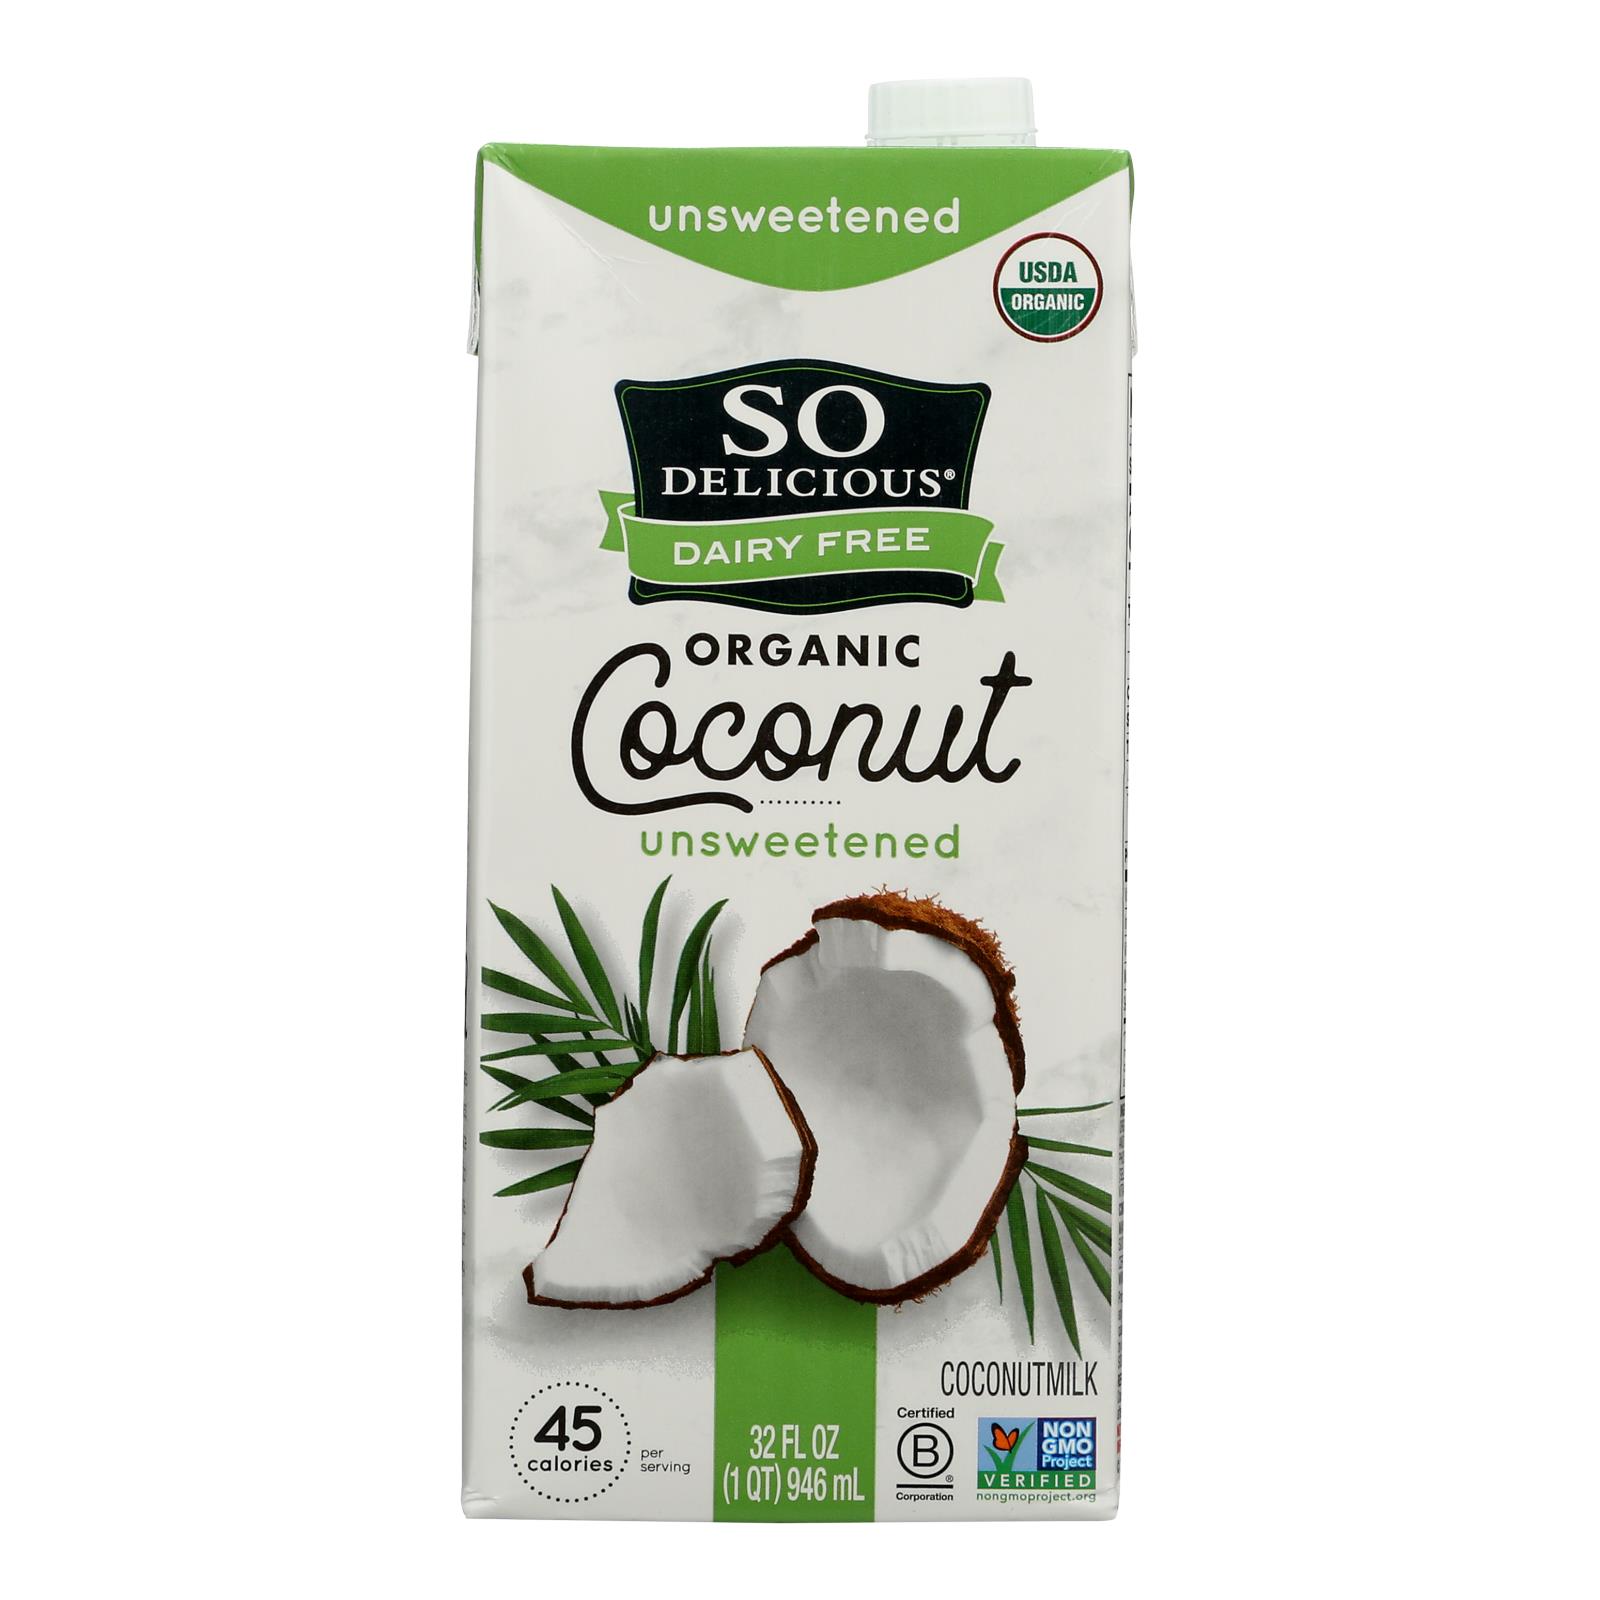 unsweetened
USDA
ORGANIC
SO
DELICIOUS®
DAIRY FREE
ORGANIC
Coconut
unsweetened
COCONUTMILK
45
calories
per
serving
32 FL OZ
(1 QT) 946 mL
Certified
B
®
Corporation
NON
GMO
Project
VERIFIED
nongmoproject.org